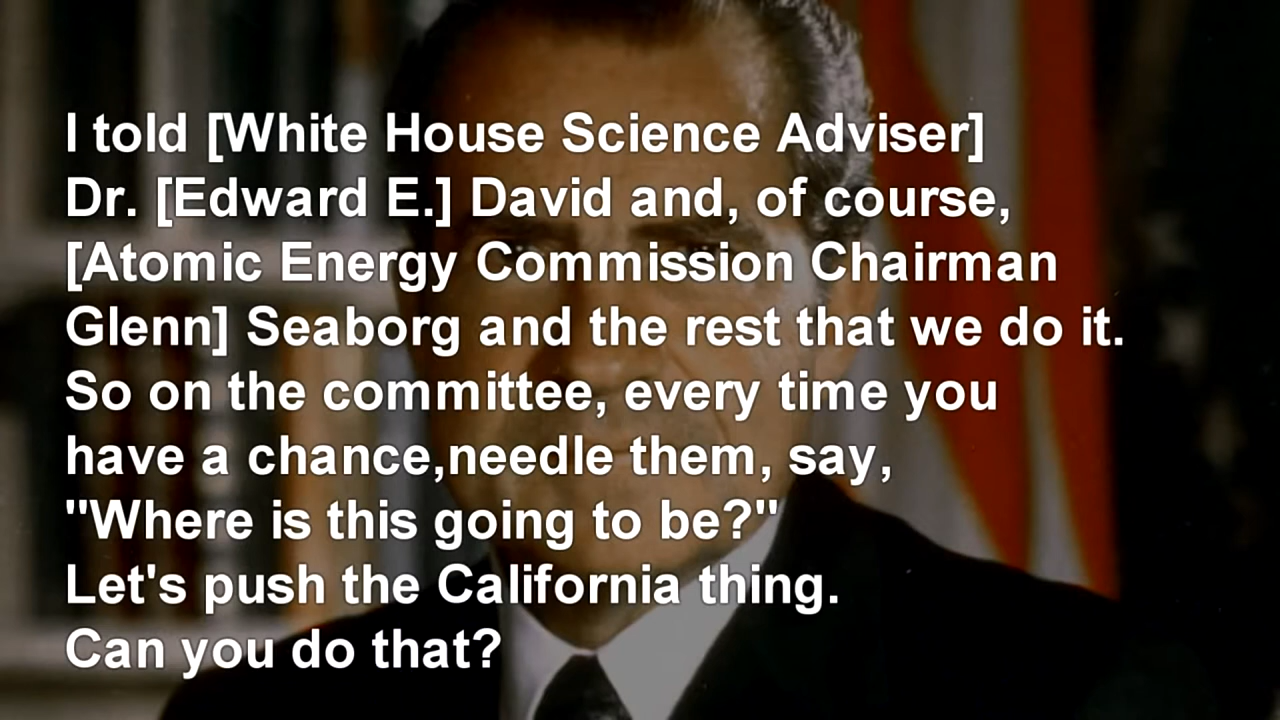 I told [White House Science Adviser]
Dr. [Edward E.] David and, of course,
[Atomic Energy Commission Chairman
Glenn] Seaborg and the rest that we do it.
So on the committee, every time you
have a chance,needle them, say,
"Where is this going to be?"
Let's push the California thing.
Can you do that?